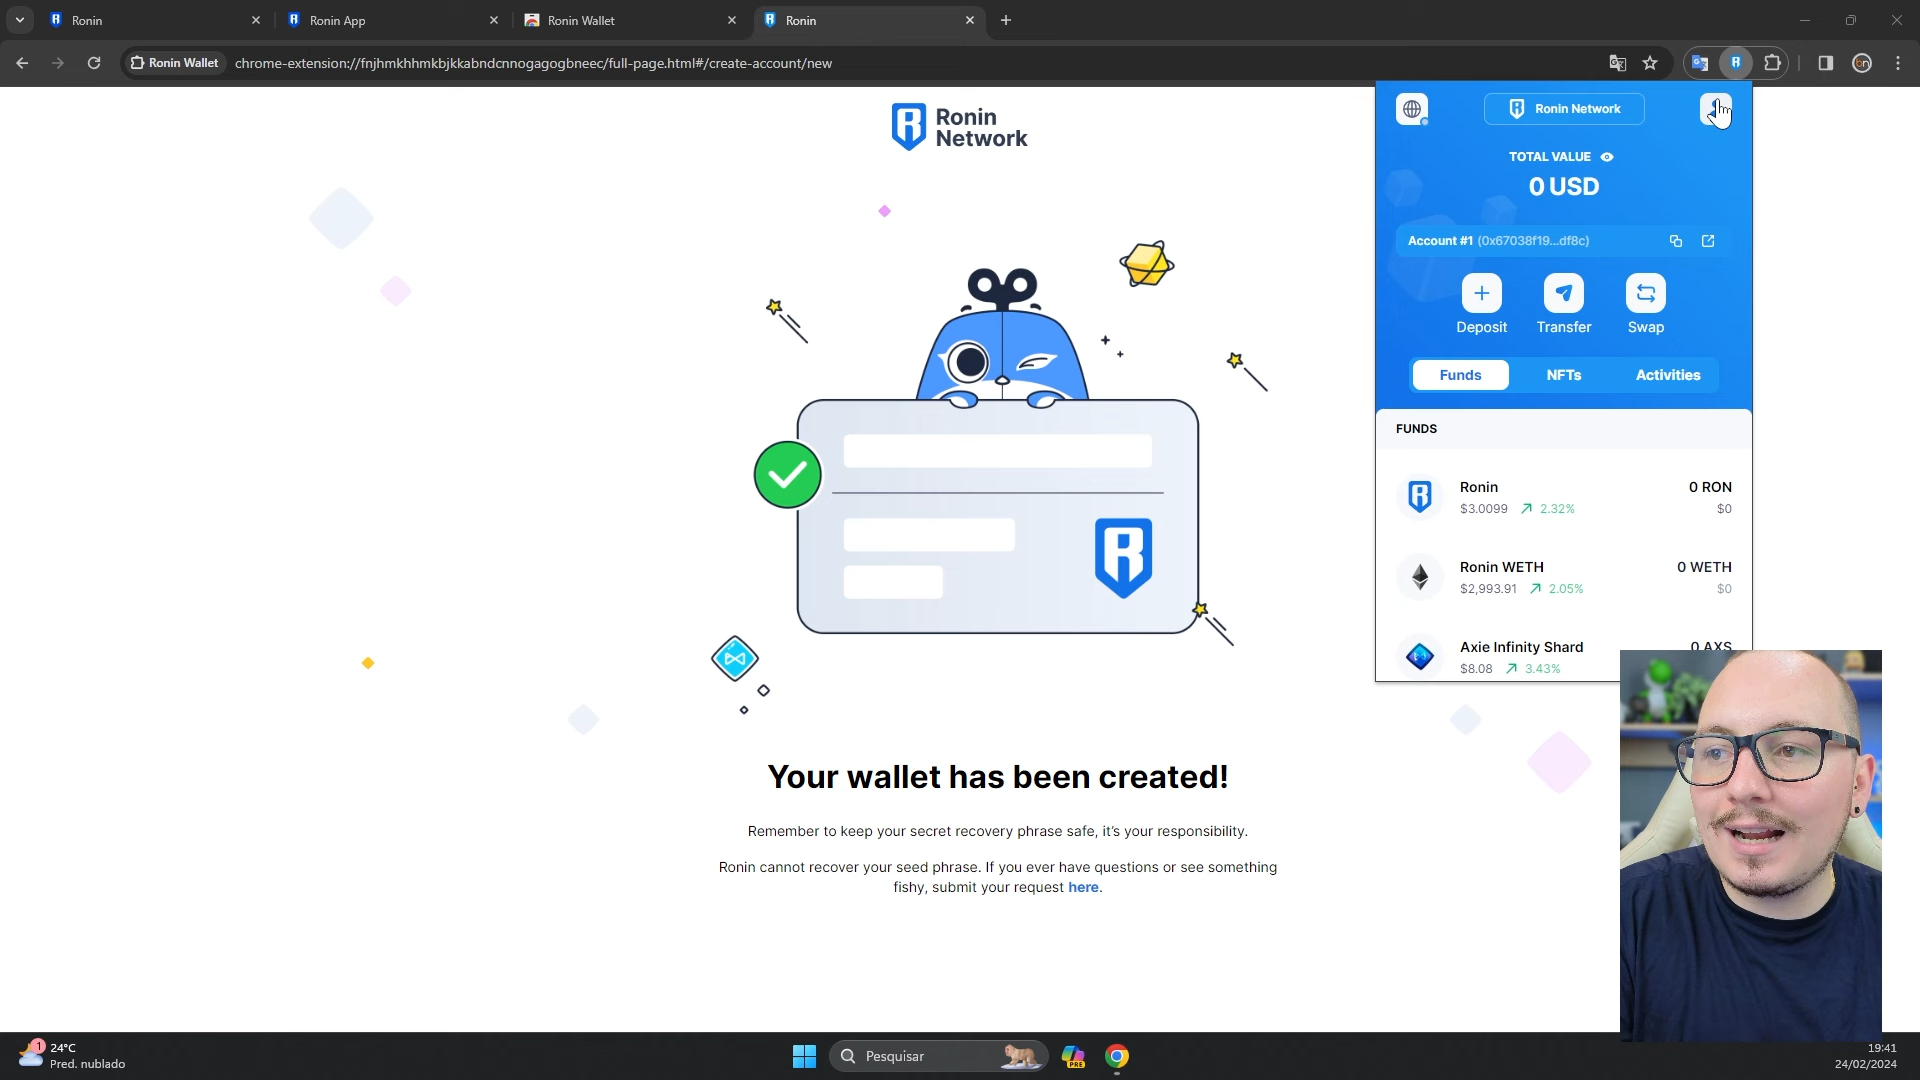 Ronin
Ronin App
Ronin Wallet
Ronin
Ronin Wallet
chrome-extension://fnjhmkhhmkbjkkabndcnnogagogbneec/full-page.html#/create-account/new
Ronin
Network
Ronin Network
TOTAL VALUE
0 USD
Account #1 (0x67038f19...df8c)
Deposit
Transfer
Swap
Funds
NFTs
Activities
FUNDS
Ronin
0 RON
$3.0099
2.32%
$0
Ronin WETH
0 WETH
$2,993.91
2.05%
$0
Axie Infinity Shard
0 AXS
$8.08
3.43%
Your wallet has been created!
Remember to keep your secret recovery phrase safe, it's your responsibility.
Ronin cannot recover your seed phrase. If you ever have questions or see something
fishy, submit your request here.
1
24°C
Pred. nublado
Pesquisar
PRE
19:41
24/02/2024